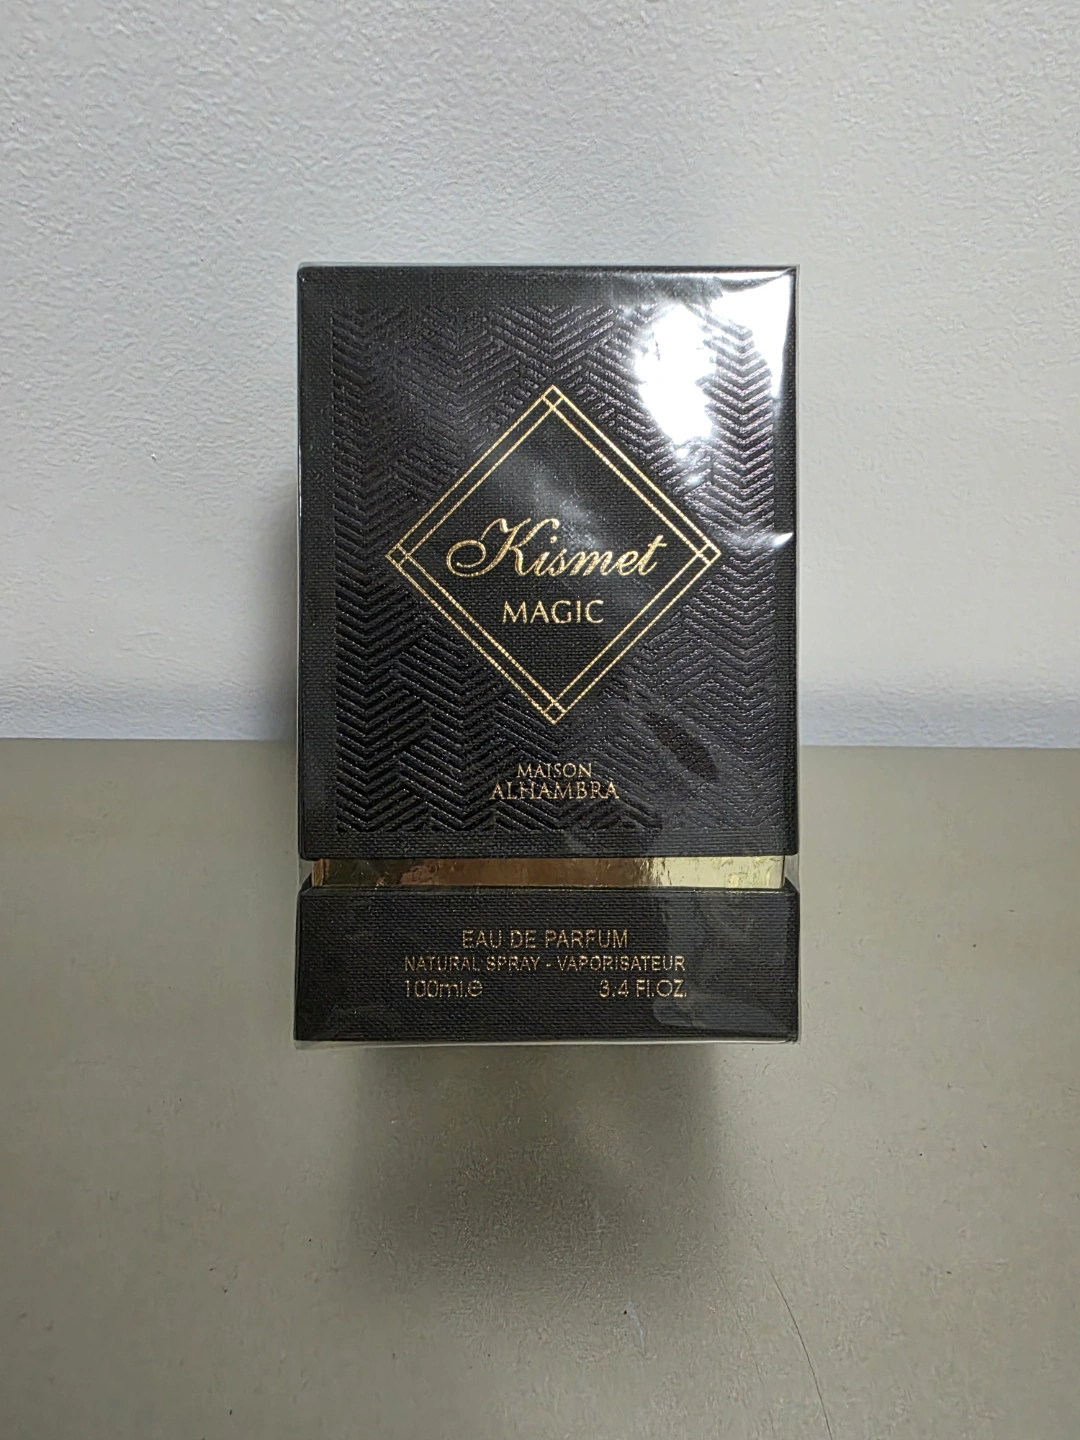 Kismet
MAGIC
MAISON
ALHAMBRA
EAU DE PARFUM
NATURAL SPRAY - VAPORISATEUR
100ml.℮ 3.4 Fl.OZ.